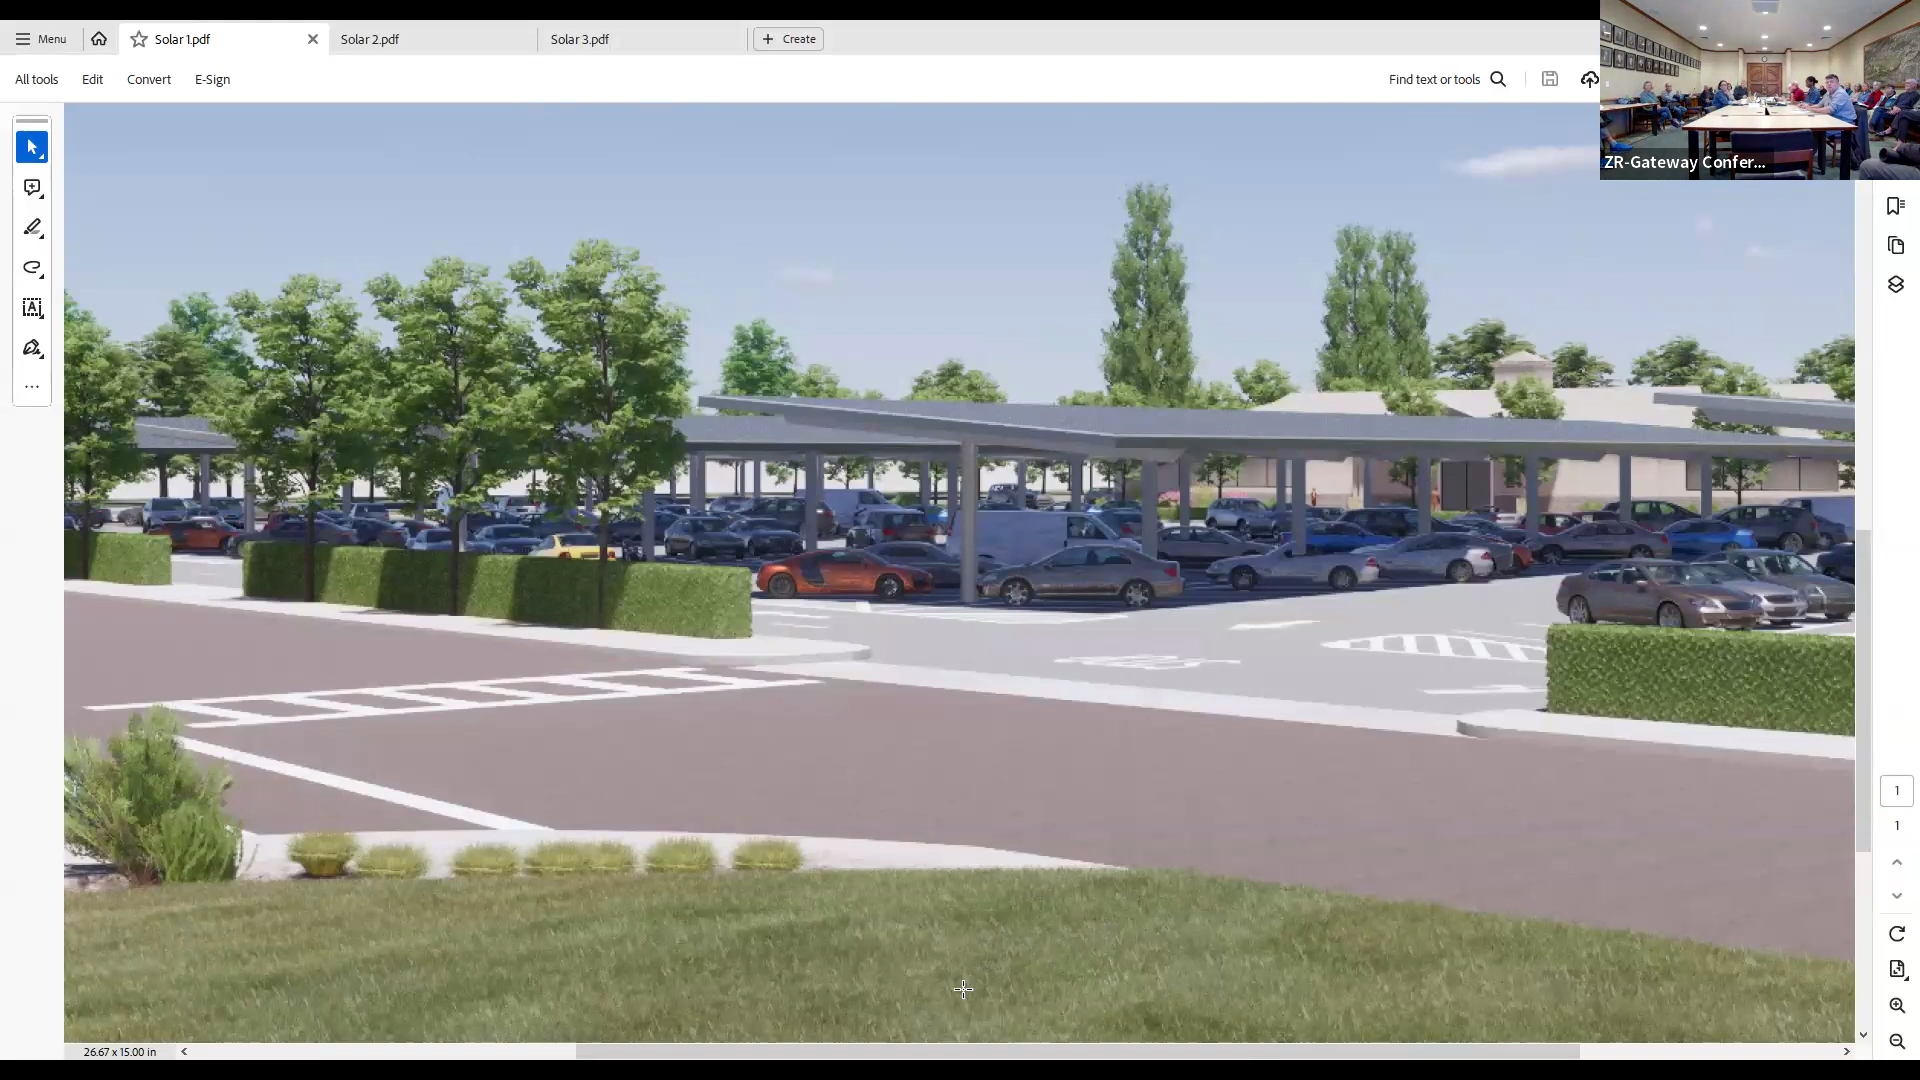 Menu
Solar 1.pdf
Solar 2.pdf
Solar 3.pdf
Create
All tools
Edit
Convert
E-Sign
Find text or tools
ZR-Gateway Confer...
1
1
26.67 x 15.00 in